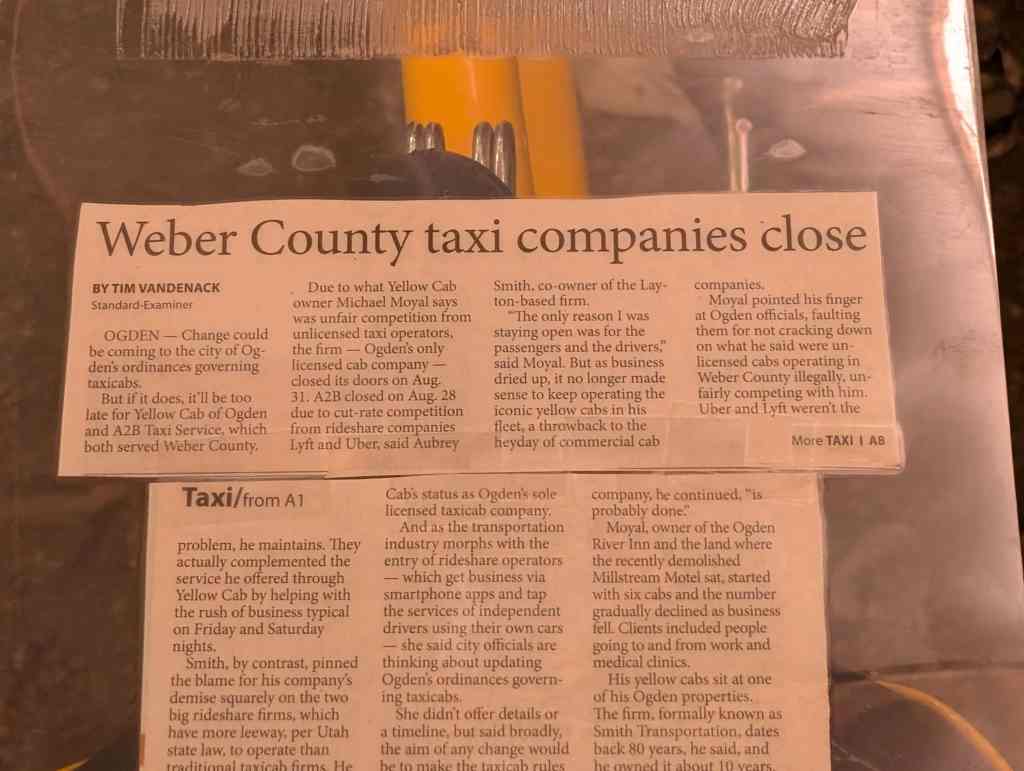 Weber County taxi companies close
BY TIM VANDENACK
Standard-Examiner
OGDEN — Change could
be coming to the city of Og-
den's ordinances governing
taxicabs.
But if it does, it'll be too
late for Yellow Cab of Ogden
and A2B Taxi Service, which
both served Weber County.
Due to what Yellow Cab
owner Michael Moyal says
was unfair competition from
unlicensed taxi operators,
the firm — Ogden's only
licensed cab company —
closed its doors on Aug.
31. A2B closed on Aug. 28
due to cut-rate competition
from rideshare companies
Lyft and Uber, said Aubrey
Smith, co-owner of the Lay-
ton-based firm.
"The only reason I was
staying open was for the
passengers and the drivers,"
said Moyal. But as business
dried up, it no longer made
sense to keep operating the
iconic yellow cabs in his
fleet, a throwback to the
heyday of commercial cab
companies.
Moyal pointed his finger
at Ogden officials, faulting
them for not cracking down
on what he said were un-
licensed cabs operating in
Weber County illegally, un-
fairly competing with him.
Uber and Lyft weren't the
More TAXI | A8
Taxi/from A1
problem, he maintains. They
actually complemented the
service he offered through
Yellow Cab by helping with
the rush of business typical
on Friday and Saturday
nights.
Smith, by contrast, pinned
the blame for his company's
demise squarely on the two
big rideshare firms, which
have more leeway, per Utah
state law, to operate than
traditional taxicab firms. He
Cab's status as Ogden's sole
licensed taxicab company.
And as the transportation
industry morphs with the
entry of rideshare operators
— which get business via
smartphone apps and tap
the services of independent
drivers using their own cars
— she said city officials are
thinking about updating
Ogden's ordinances govern-
ing taxicabs.
She didn't offer details or
a timeline, but said broadly,
the aim of any change would
be to make the taxicab rules
company, he continued, "is
probably done."
Moyal, owner of the Ogden
River Inn and the land where
the recently demolished
Millstream Motel sat, started
with six cabs and the number
gradually declined as business
fell. Clients included people
going to and from work and
medical clinics.
His yellow cabs sit at one
of his Ogden properties.
The firm, formally known as
Smith Transportation, dates
back 80 years, he said, and
he owned it about 10 years.